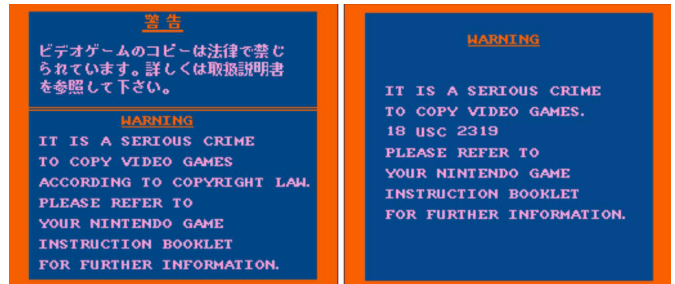 警告
ビデオゲームのコピーは法律で禁じ
られています。詳しくは取扱説明書
を参照して下さい。
WARNING
IT IS A SERIOUS CRIME
TO COPY VIDEO GAMES
ACCORDING TO COPYRIGHT LAW.
PLEASE REFER TO
YOUR NINTENDO GAME
INSTRUCTION BOOKLET
FOR FURTHER INFORMATION.
WARNING
IT IS A SERIOUS CRIME
TO COPY VIDEO GAMES.
18 USC 2319
PLEASE REFER TO
YOUR NINTENDO GAME
INSTRUCTION BOOKLET
FOR FURTHER INFORMATION.